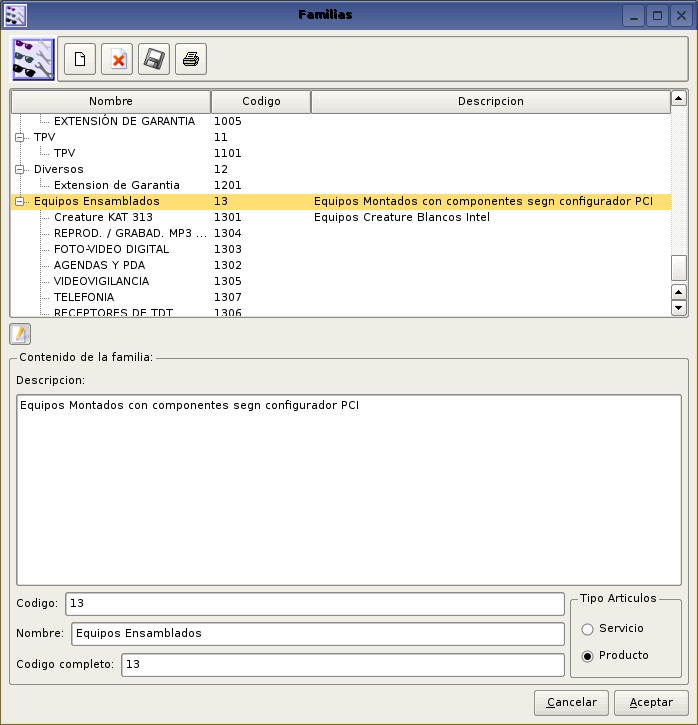 Familias
Nombre Codigo Descripcion
EXTENSIÓN DE GARANTIA 1005
TPV 11
TPV 1101
Diversos 12
Extension de Garantia 1201
Equipos Ensamblados 13 Equipos Montados con componentes segn configurador PCI
Creature KAT 313 1301 Equipos Creature Blancos Intel
REPROD. / GRABAD. MP3 ... 1304
FOTO-VIDEO DIGITAL 1303
AGENDAS Y PDA 1302
VIDEOVIGILANCIA 1305
TELEFONIA 1307
RECEPTORES DE TDT 1306
Contenido de la familia:
Descripcion:
Equipos Montados con componentes segn configurador PCI
Codigo: 13
Nombre: Equipos Ensamblados
Codigo completo: 13
Tipo Articulos
Servicio
Producto
Cancelar Aceptar